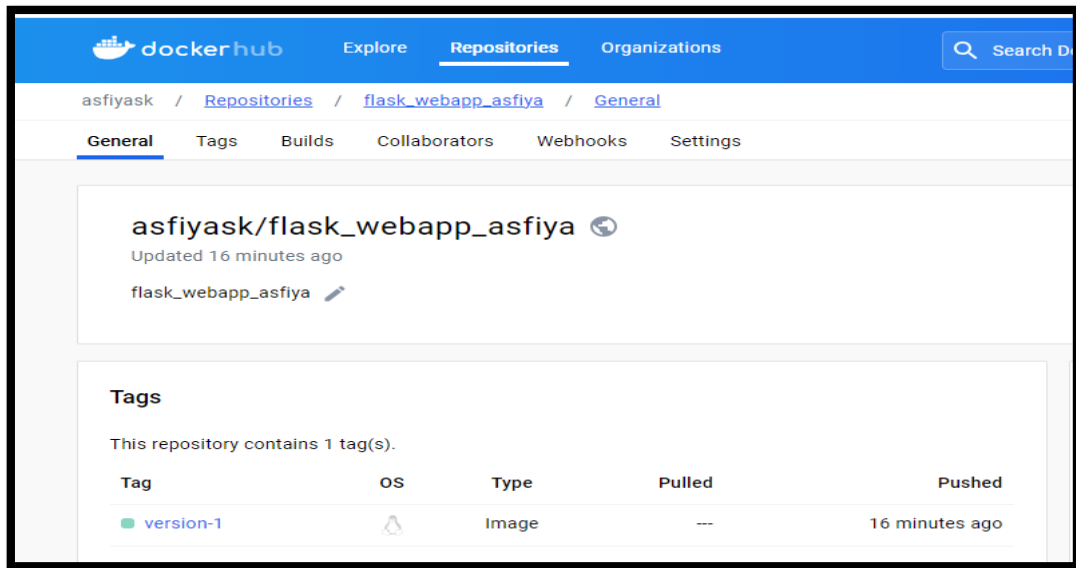 dockerhub Explore Repositories Organizations Search D
asfiyask / Repositories / flask_webapp_asfiya / General
General Tags Builds Collaborators Webhooks Settings
asfiyask/flask_webapp_asfiya
Updated 16 minutes ago
flask_webapp_asfiya
Tags
This repository contains 1 tag(s).
Tag OS Type Pulled Pushed
version-1 Image --- 16 minutes ago